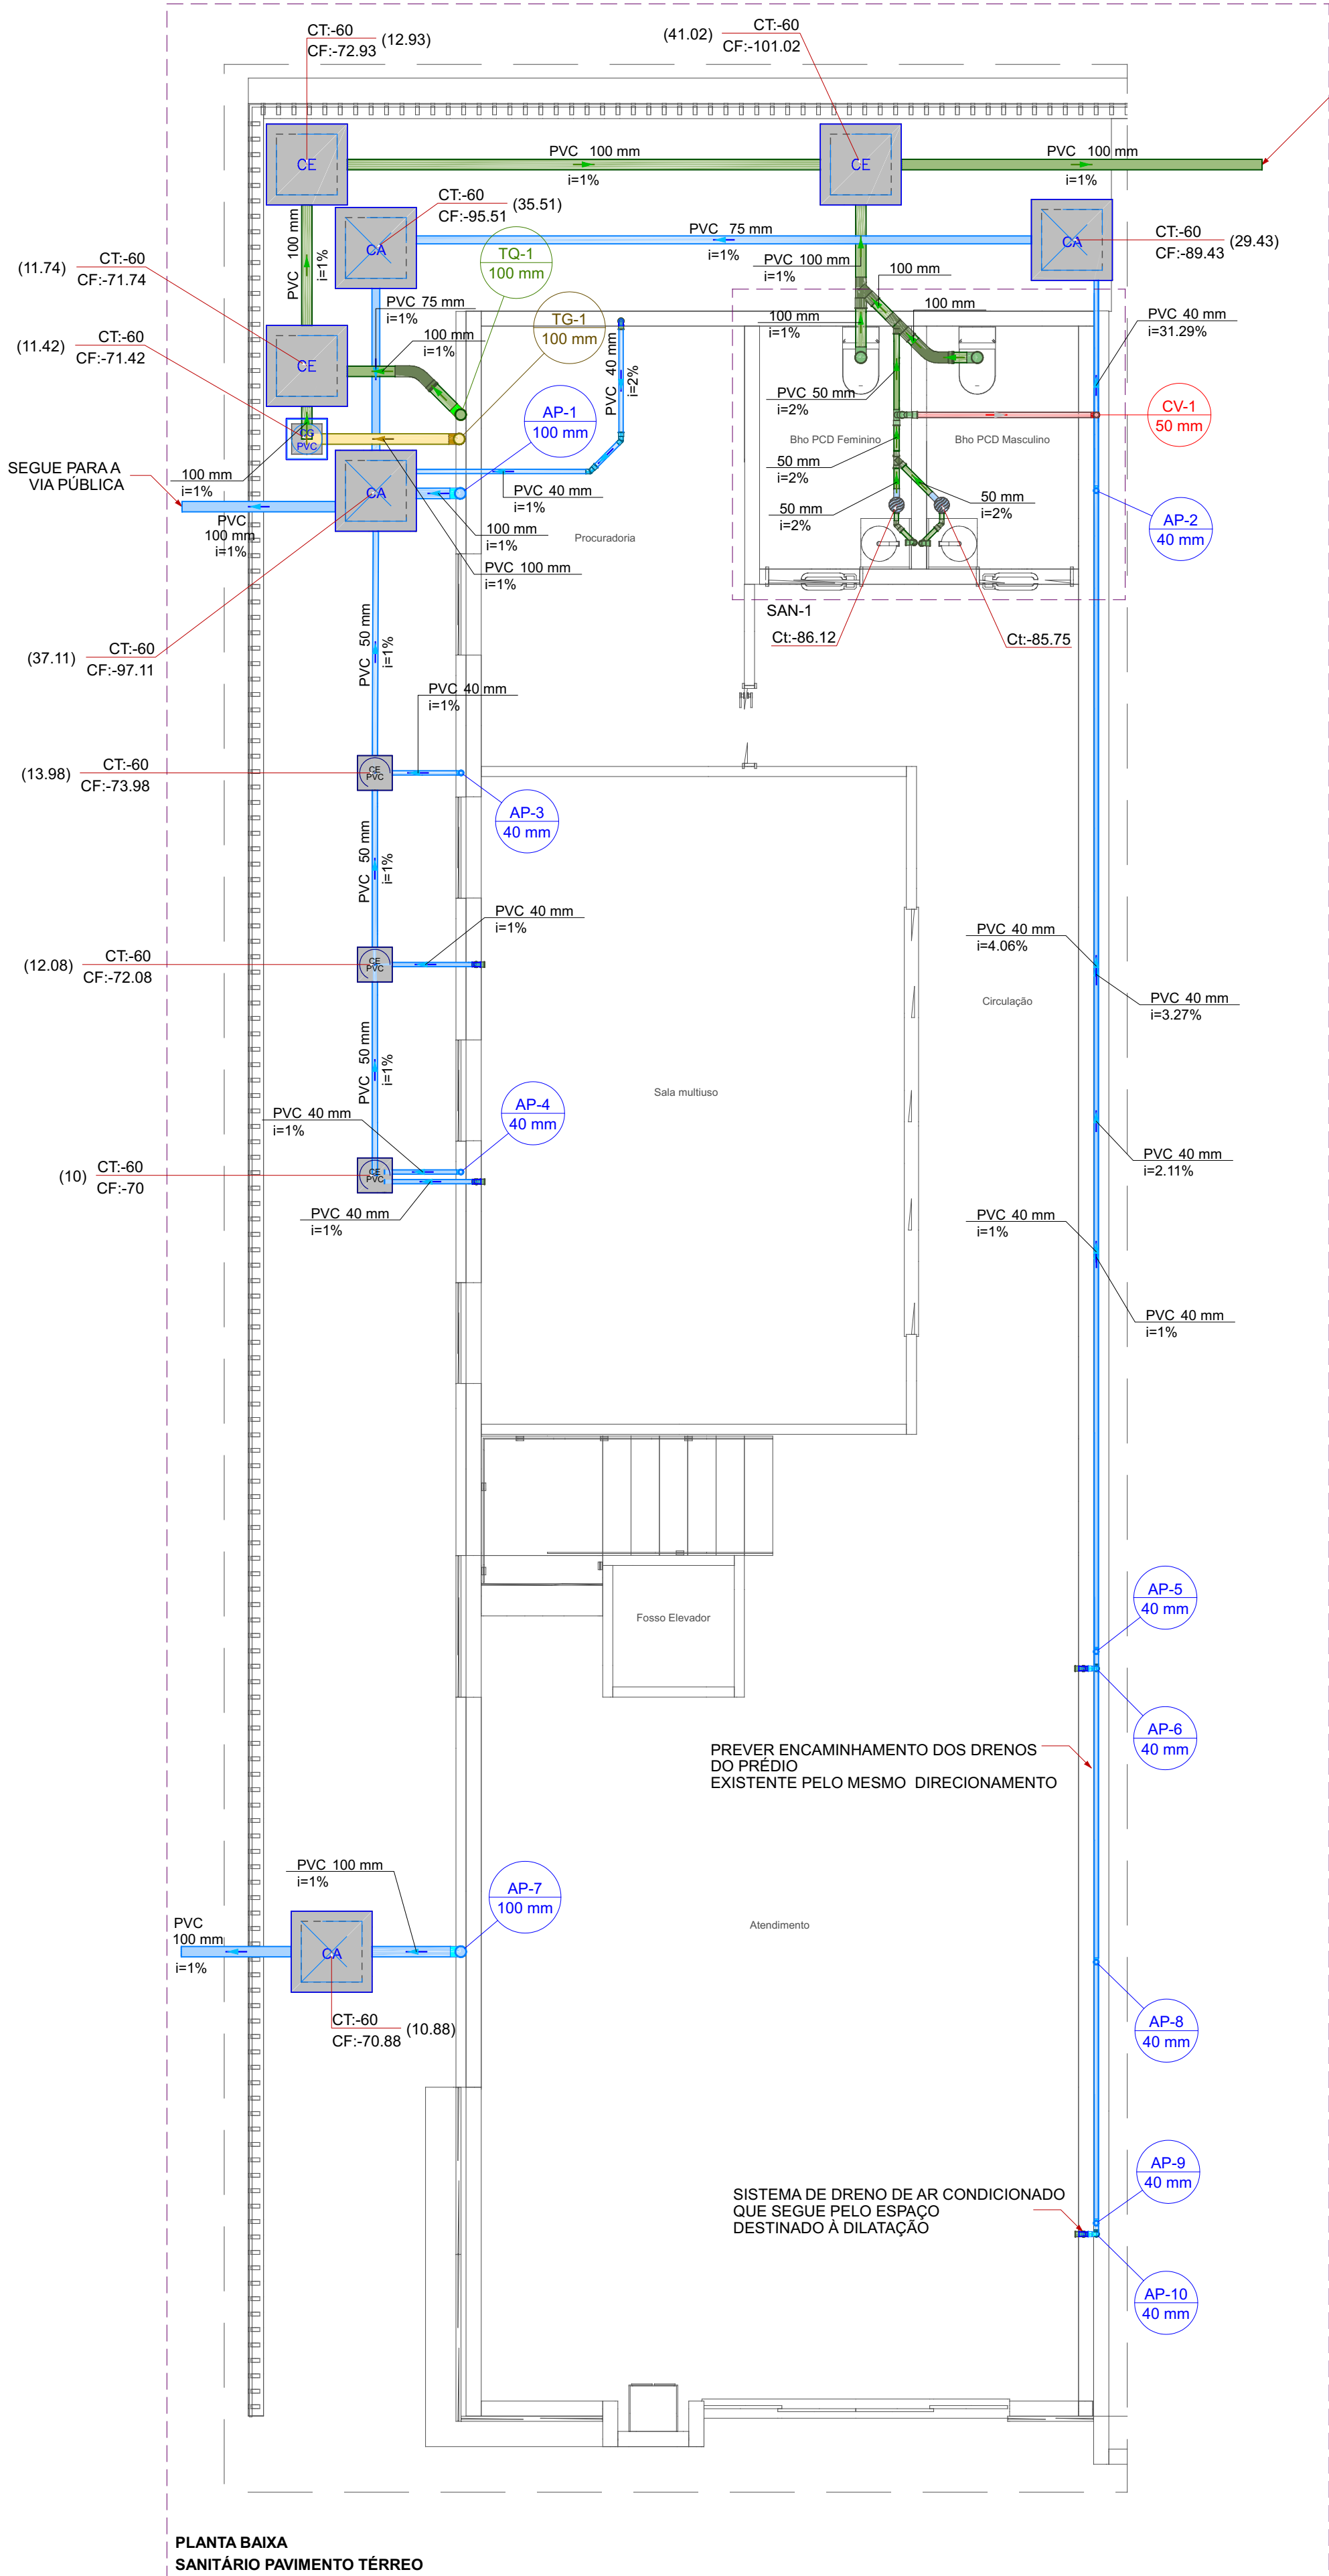 CT:-60
CF:-72.93
(12.93)
(41.02)
CT:-60
CF:-101.02
CE
PVC 100 mm
i=1%
CE
PVC 100 mm
i=1%
CT:-60
CF:-95.51
(35.51)
CA
PVC 100 mm
i=1%
TQ-1
100 mm
PVC 75 mm
i=1%
CA
CT:-60
CF:-89.43
(29.43)
(11.74)
CT:-60
CF:-71.74
PVC 100 mm
i=1%
100 mm
100 mm
PVC 75 mm
i=1%
TG-1
100 mm
100 mm
i=1%
PVC 40 mm
i=31.29%
(11.42)
CT:-60
CF:-71.42
CE
100 mm
i=1%
PVC 40 mm
i=2%
AP-1
100 mm
PVC 50 mm
i=2%
CV-1
50 mm
CG
PVC
Bho PCD Feminino
Bho PCD Masculino
SEGUE PARA A
VIA PÚBLICA
100 mm
i=1%
50 mm
i=2%
CA
PVC 40 mm
i=1%
50 mm
i=2%
50 mm
i=2%
AP-2
40 mm
PVC
100 mm
i=1%
100 mm
i=1%
Procuradoria
PVC 100 mm
i=1%
SAN-1
Ct:-86.12
Ct:-85.75
(37.11)
CT:-60
CF:-97.11
PVC 50 mm
i=1%
PVC 40 mm
i=1%
(13.98)
CT:-60
CF:-73.98
CE
PVC
AP-3
40 mm
PVC 50 mm
i=1%
PVC 40 mm
i=1%
PVC 40 mm
i=4.06%
(12.08)
CT:-60
CF:-72.08
CE
PVC
PVC 40 mm
i=3.27%
Circulação
PVC 50 mm
i=1%
Sala multiuso
PVC 40 mm
i=1%
AP-4
40 mm
PVC 40 mm
i=2.11%
(10)
CT:-60
CF:-70
CE
PVC
PVC 40 mm
i=1%
PVC 40 mm
i=1%
PVC 40 mm
i=1%
AP-5
40 mm
Fosso Elevador
AP-6
40 mm
PREVER ENCAMINHAMENTO DOS DRENOS
DO PRÉDIO
EXISTENTE PELO MESMO DIRECIONAMENTO
PVC 100 mm
i=1%
AP-7
100 mm
Atendimento
PVC
100 mm
i=1%
CA
CT:-60
CF:-70.88
(10.88)
AP-8
40 mm
AP-9
40 mm
SISTEMA DE DRENO DE AR CONDICIONADO
QUE SEGUE PELO ESPAÇO
DESTINADO À DILATAÇÃO
AP-10
40 mm
PLANTA BAIXA
SANITÁRIO PAVIMENTO TÉRREO